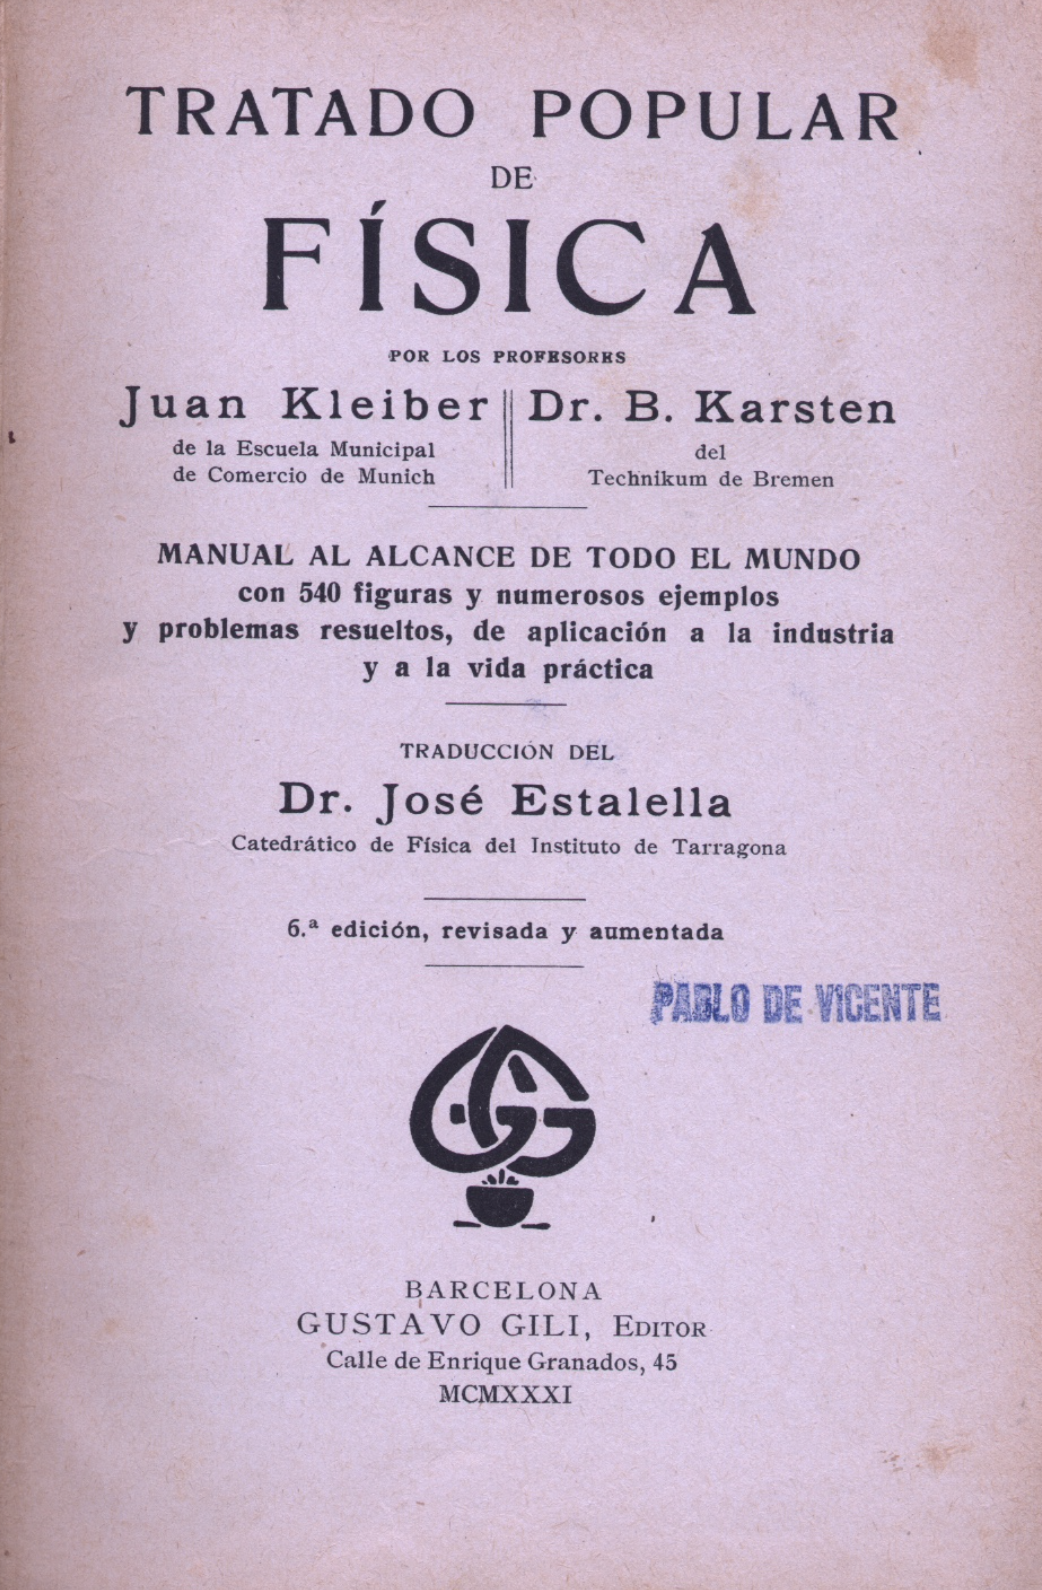 TRATADO POPULAR
DE
FÍSICA
POR LOS PROFESORES
Juan Kleiber
de la Escuela Municipal
de Comercio de Munich
Dr. B. Karsten
del
Technikum de Bremen
MANUAL AL ALCANCE DE TODO EL MUNDO
con 540 figuras y numerosos ejemplos
y problemas resueltos, de aplicación a la industria
y a la vida práctica
TRADUCCIÓN DEL
Dr. José Estalella
Catedrático de Física del Instituto de Tarragona
6.ª edición, revisada y aumentada
PABLO DE VICENTE
GG
BARCELONA
GUSTAVO GILI, EDITOR
Calle de Enrique Granados, 45
MCMXXXI